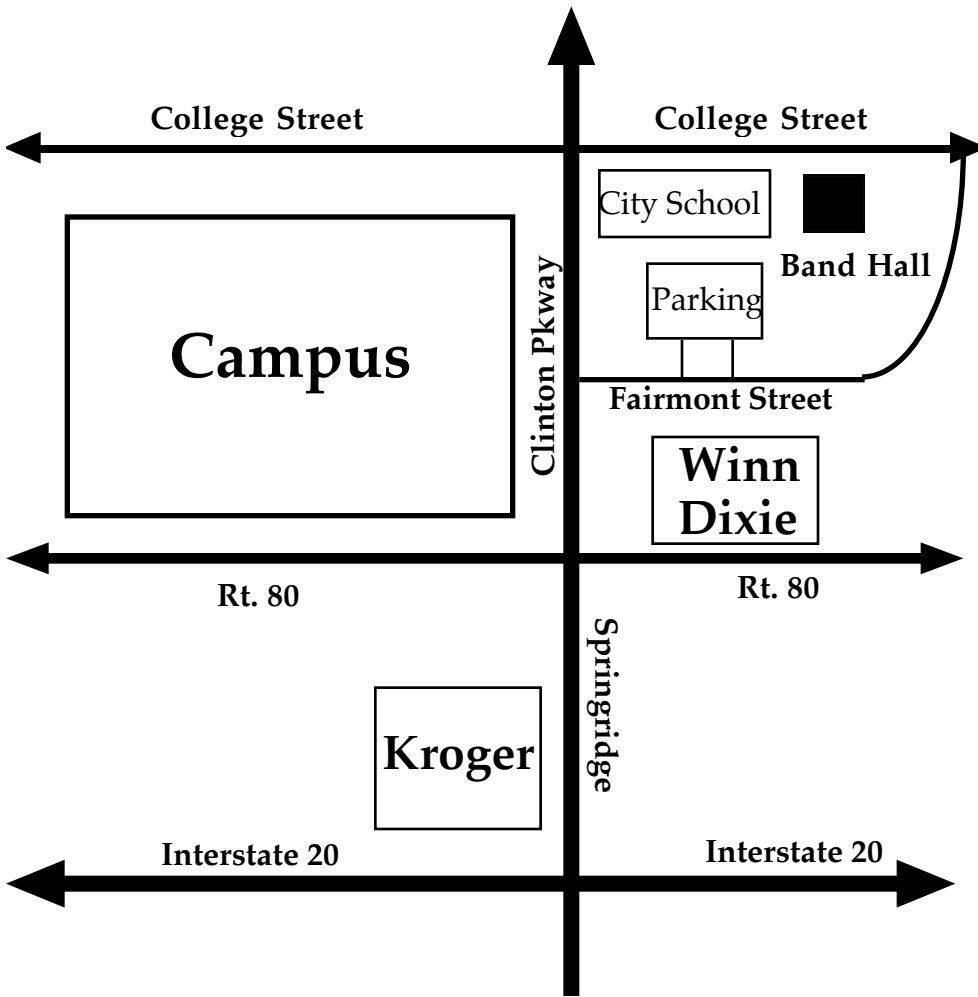 College Street
College Street
City School
Band Hall
Parking
Clinton Pkway
Campus
Fairmont Street
Winn
Dixie
Rt. 80
Rt. 80
Springridge
Kroger
Interstate 20
Interstate 20